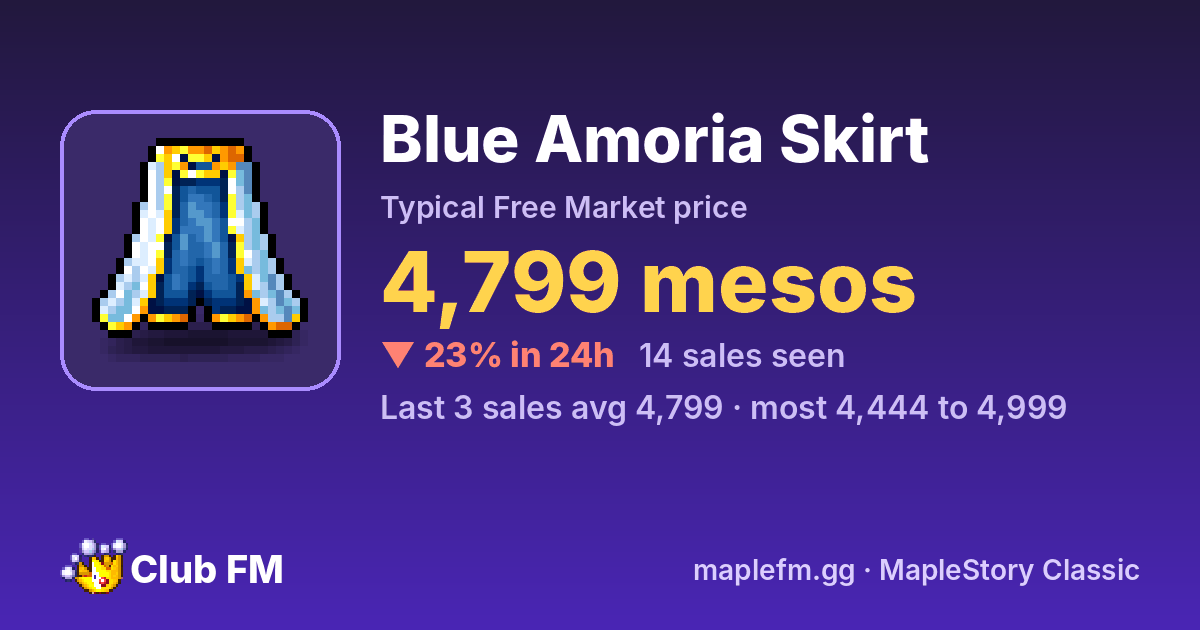 Blue Amoria Skirt
Typical Free Market price
4,799 mesos
▼ 23% in 24h 14 sales seen
Last 3 sales avg 4,799 · most 4,444 to 4,999
Club FM
maplefm.gg · MapleStory Classic